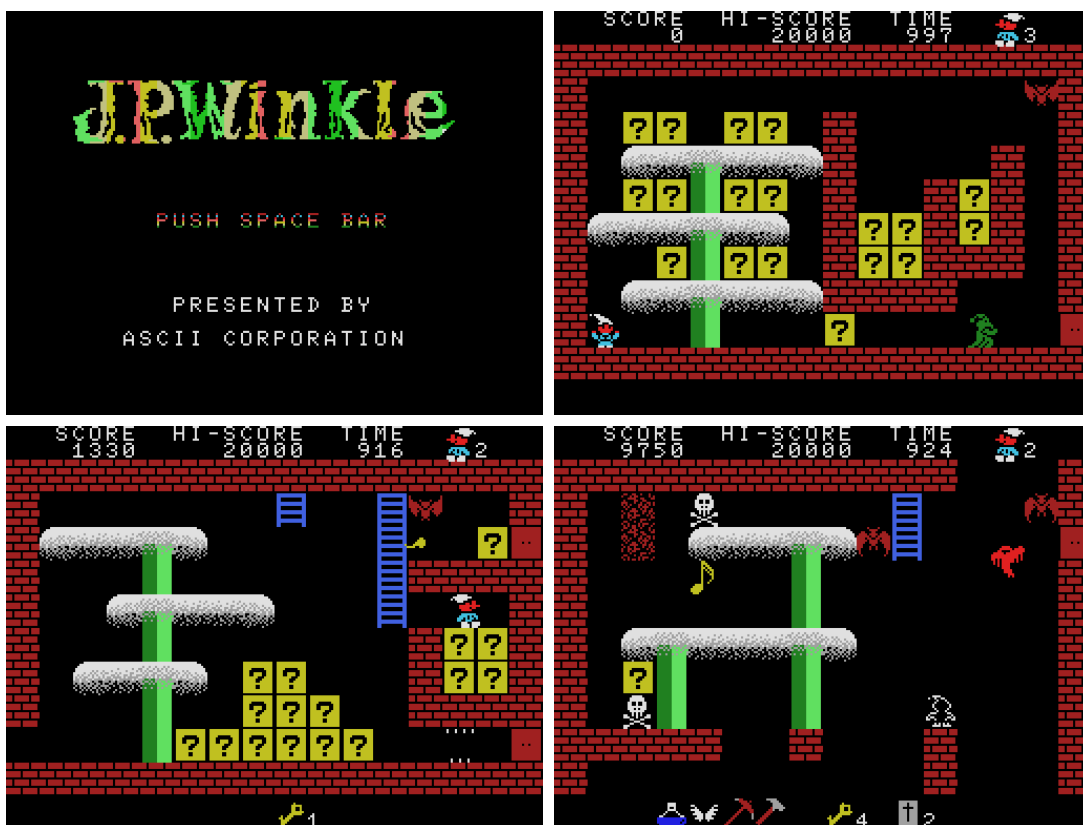 J.P.Winkle
PUSH SPACE BAR
PRESENTED BY
ASCII CORPORATION
SCORE HI-SCORE TIME
0 20000 997 3
? ? ? ?
? ? ? ? ?
? ? ?
? ? ? ? ?
?
SCORE HI-SCORE TIME
1330 20000 916 2
?
? ?
? ? ? ?
? ? ?
? ? ? ? ? ?
1
SCORE HI-SCORE TIME
9750 20000 924 2
?
4 2